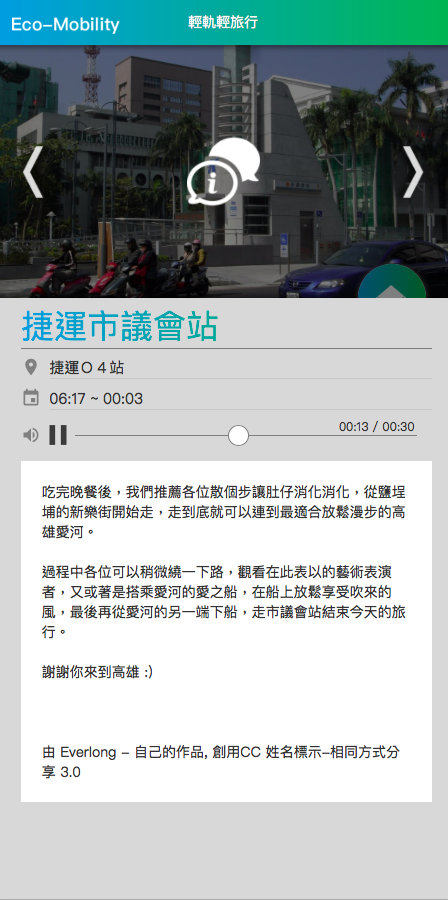 Eco-Mobility
輕軌輕旅行
i
捷運市議會站
捷運Ｏ４站
06:17 ~ 00:03
00:13 / 00:30
吃完晚餐後，我們推薦各位散個步讓肚仔消化消化，從鹽埕
埔的新樂街開始走，走到底就可以連到最適合放鬆漫步的高
雄愛河。
過程中各位可以稍微繞一下路，觀看在此表以的藝術表演
者，又或著是搭乘愛河的愛之船，在船上放鬆享受吹來的
風，最後再從愛河的另一端下船，走市議會站結束今天的旅
行。
謝謝你來到高雄 :)
由 Everlong - 自己的作品, 創用CC 姓名標示-相同方式分
享 3.0